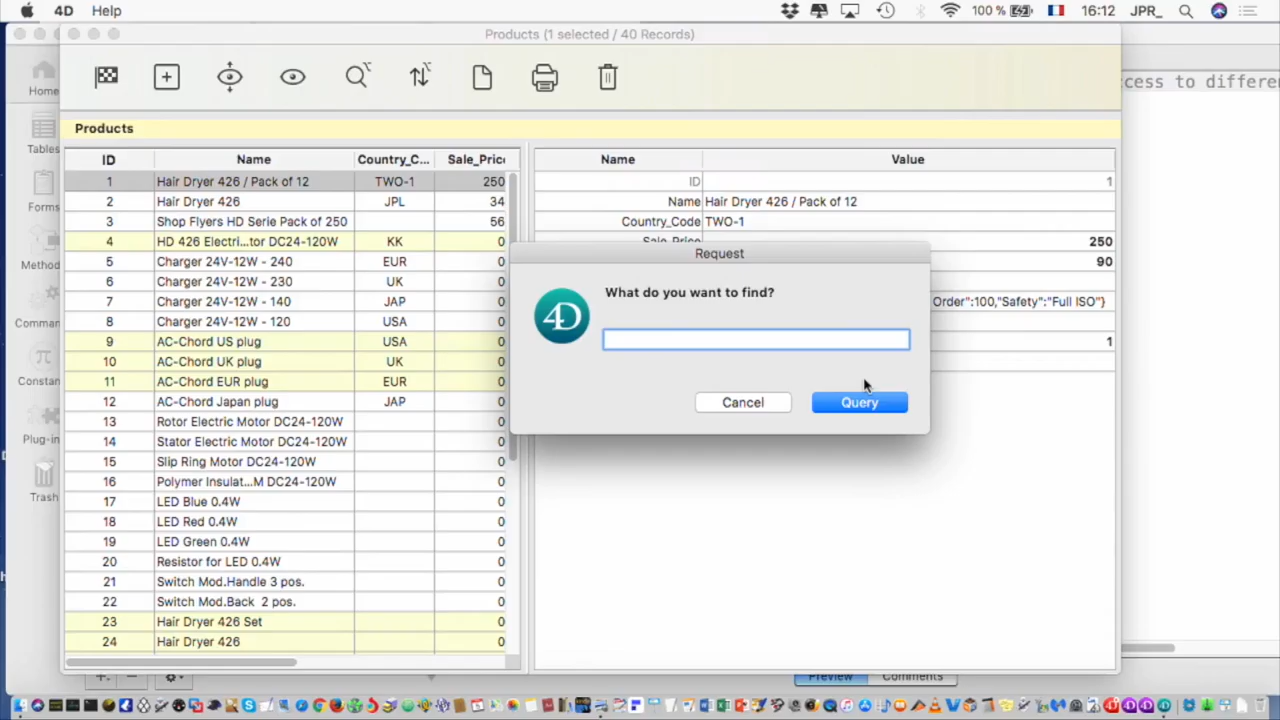 4D Help 100 % 16:12 JPR_
Products (1 selected / 40 Records)
Home
Tables
Forms
Method
Comman
Constan
Plug-in
Trash
ccess to differe
Products
ID Name Country_C... Sale_Price
1 Hair Dryer 426 / Pack of 12 TWO-1 250
2 Hair Dryer 426 JPL 34
3 Shop Flyers HD Serie Pack of 250 56
4 HD 426 Electri...tor DC24-120W KK 0
5 Charger 24V-12W - 240 EUR 0
6 Charger 24V-12W - 230 UK 0
7 Charger 24V-12W - 140 JAP 0
8 Charger 24V-12W - 120 USA 0
9 AC-Chord US plug USA 0
10 AC-Chord UK plug UK 0
11 AC-Chord EUR plug EUR 0
12 AC-Chord Japan plug JAP 0
13 Rotor Electric Motor DC24-120W 0
14 Stator Electric Motor DC24-120W 0
15 Slip Ring Motor DC24-120W 0
16 Polymer Insulat...M DC24-120W 0
17 LED Blue 0.4W 0
18 LED Red 0.4W 0
19 LED Green 0.4W 0
20 Resistor for LED 0.4W 0
21 Switch Mod.Handle 3 pos. 0
22 Switch Mod.Back 2 pos. 0
23 Hair Dryer 426 Set 0
24 Hair Dryer 426 0
Name Value
ID 1
Name Hair Dryer 426 / Pack of 12
Country_Code TWO-1
Sale_Price 250
90
Order":100,"Safety":"Full ISO"}
1
Request
4D
What do you want to find?
Cancel Query
Preview Comments